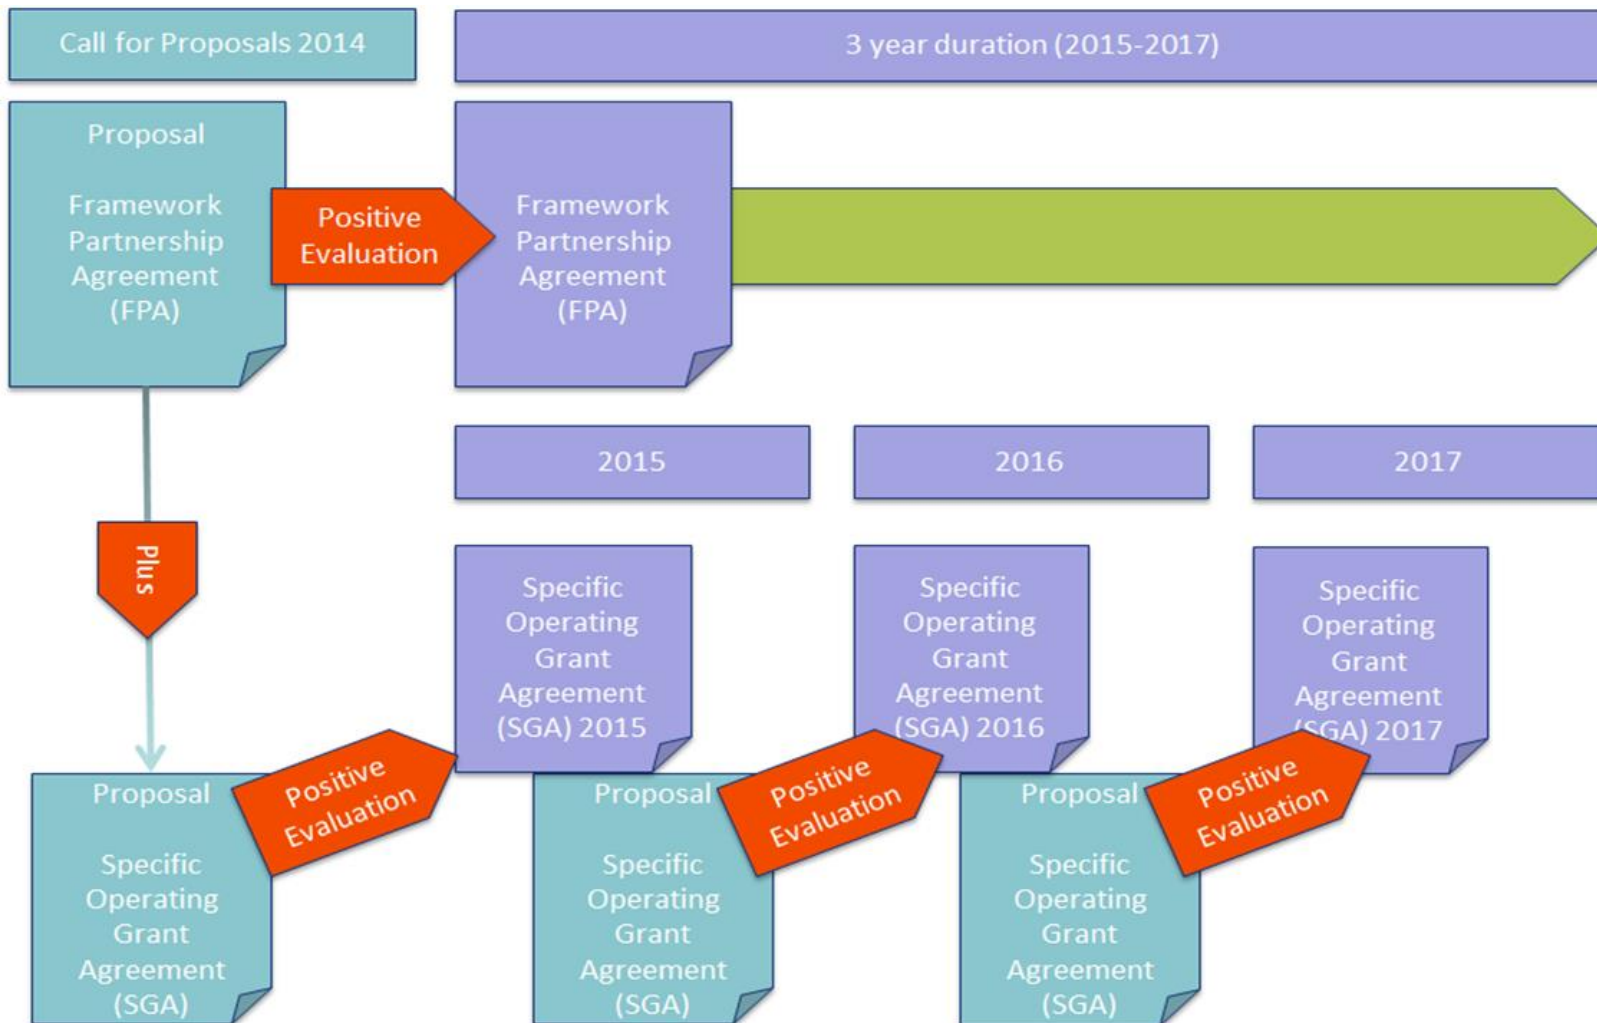 Call for Proposals 2014
3 year duration (2015-2017)
Proposal
Framework
Partnership
Agreement
(FPA)
Positive
Evaluation
Framework
Partnership
Agreement
(FPA)
2015
2016
2017
Plus
Specific
Operating
Grant
Agreement
(SGA) 2015
Specific
Operating
Grant
Agreement
(SGA) 2016
Specific
Operating
Grant
Agreement
(SGA) 2017
Proposal
Specific
Operating
Grant
Agreement
(SGA)
Positive
Evaluation
Proposal
Specific
Operating
Grant
Agreement
(SGA)
Positive
Evaluation
Proposal
Specific
Operating
Grant
Agreement
(SGA)
Positive
Evaluation